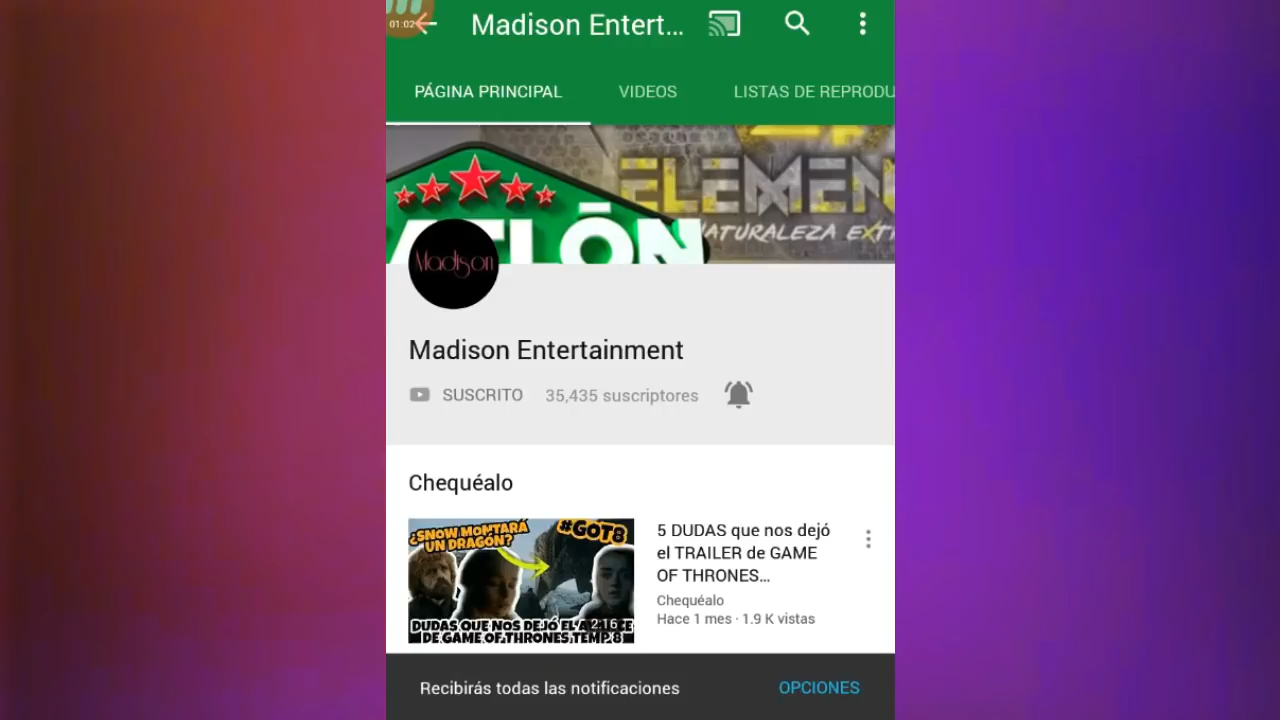 01:02
Madison Entert...
PÁGINA PRINCIPAL
VIDEOS
LISTAS DE REPRODU
ATLÓN
ELEMEN
NATURALEZA EXT
Madison
Madison Entertainment
SUSCRITO
35,435 suscriptores
Chequéalo
¿SNOW MONTARÁ
UN DRAGÓN?
#GOT8
DUDAS QUE NOS DEJÓ EL
2:16
DE GAME OF THRONES TEMP 8
5 DUDAS que nos dejó
el TRAILER de GAME
OF THRONES...
Chequéalo
Hace 1 mes · 1.9 K vistas
Recibirás todas las notificaciones
OPCIONES